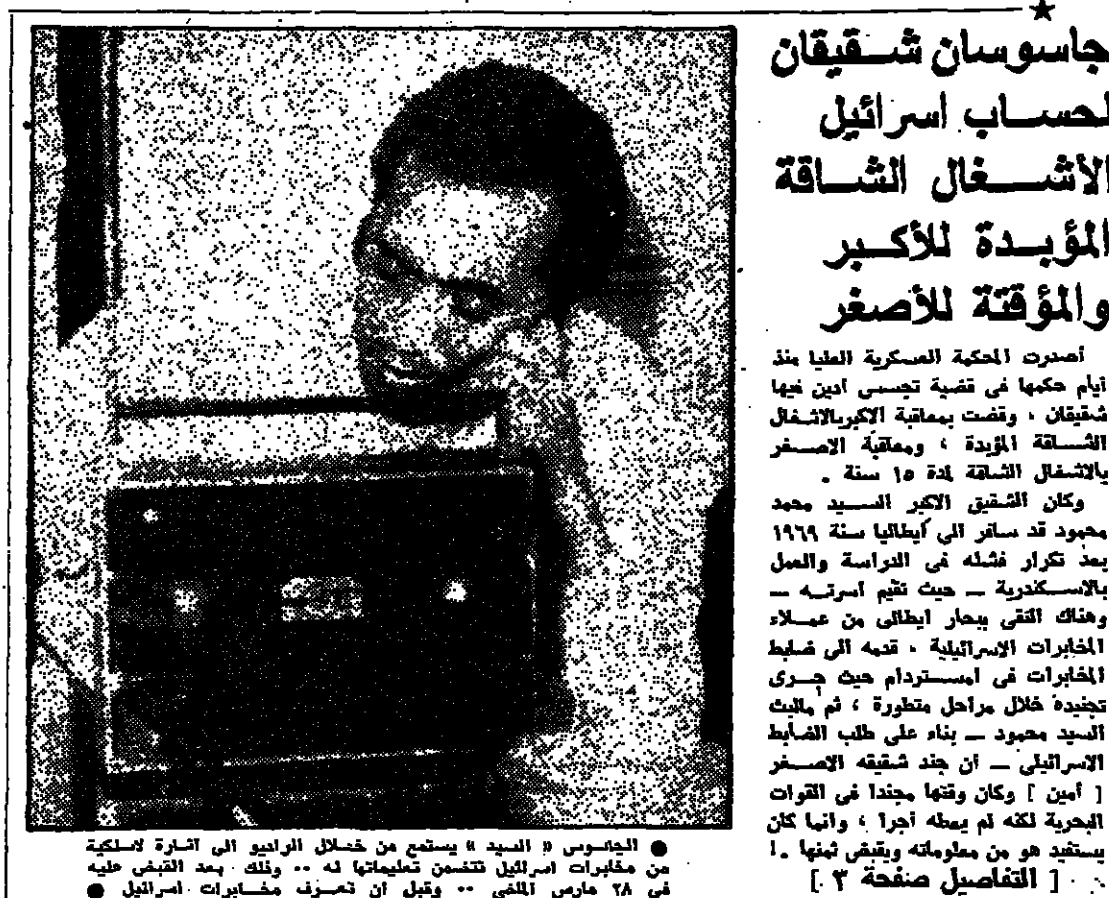 جاسوسان شقيقان
لحساب اسرائيل
الأشغال الشاقة
المؤبدة للأكبر
والمؤقتة للأصغر
أصدرت المحكمة العسكرية العليا منذ
أيام حكمها فى قضية تجسس أدين فيها
شقيقان ، وقضت بمعاقبة الاكبر بالاشغال
الشاقة المؤبدة ، ومعاقبة الاصغر
بالاشغال الشاقة لمدة ١٥ سنة .
وكان الشقيق الاكبر السيد محمد
محمود قد سافر الى ايطاليا سنة ١٩٦٩
بعد تكرار فشله فى الدراسة والعمل
بالاسكندرية — حيث تقيم أسرته —
وهناك التقى ببحار ايطالى من عملاء
المخابرات الاسرائيلية ، قدمه الى ضابط
المخابرات فى امستردام حيث جرى
تجنيده خلال مراحل متطورة ، ثم مالبث
السيد محمود — بناء على طلب الضابط
الاسرائيلى — أن جند شقيقه الاصغر
[ أمين ] وكان وقتها مجندا فى القوات
البحرية لكنه لم يعطه أجرا ، وانما كان
يستفيد هو من معلوماته ويقبض ثمنها .!
[ التفاصيل صفحة ٣ ]
● الجاسوس « السيد » يستمع من خلال الراديو الى اشارة لاسلكية
من مخابرات اسرائيل تتضمن تعليماتها له .. وذلك بعد القبض عليه
فى ٢٨ مارس الماضى .. وقبل أن تعرف مخابرات اسرائيل ●